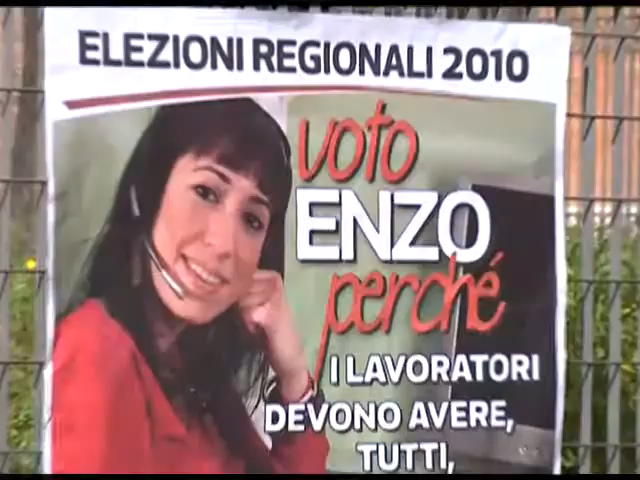 ELEZIONI REGIONALI 2010
voto
ENZO
perché
I LAVORATORI
DEVONO AVERE,
TUTTI,